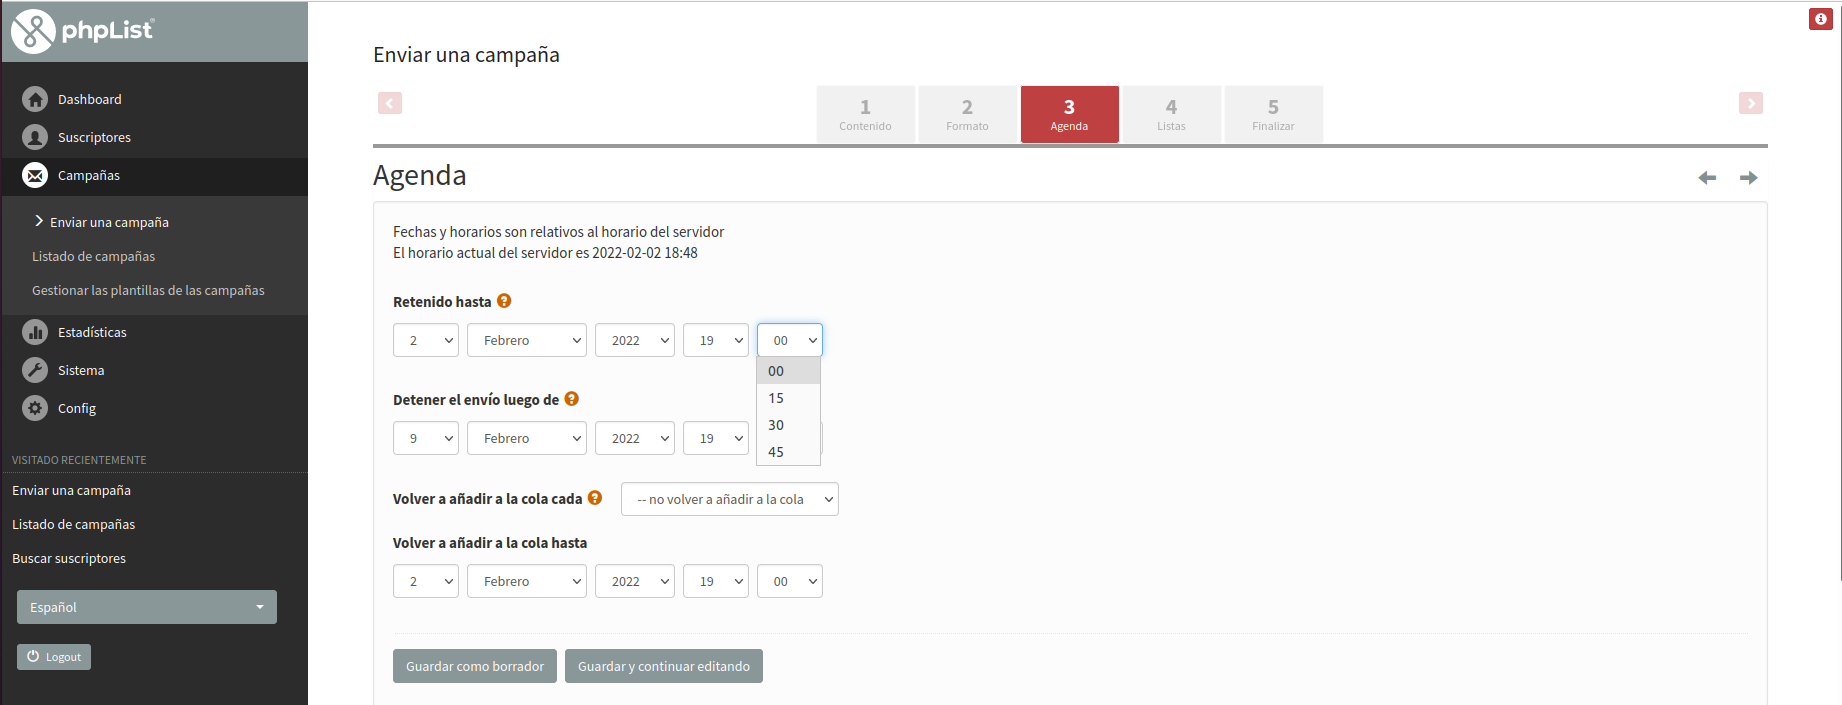 phpList
Dashboard
Suscriptores
Campañas
Enviar una campaña
Listado de campañas
Gestionar las plantillas de las campañas
Estadísticas
Sistema
Config
VISITADO RECIENTEMENTE
Enviar una campaña
Listado de campañas
Buscar suscriptores
Español
Logout
Enviar una campaña
1 2 3 4 5
Contenido Formato Agenda Listas Finalizar
Agenda
Fechas y horarios son relativos al horario del servidor
El horario actual del servidor es 2022-02-02 18:48
Retenido hasta ?
2 Febrero 2022 19 00
00
15
30
45
Detener el envío luego de ?
9 Febrero 2022 19
Volver a añadir a la cola cada ? -- no volver a añadir a la cola
Volver a añadir a la cola hasta
2 Febrero 2022 19 00
Guardar como borrador Guardar y continuar editando